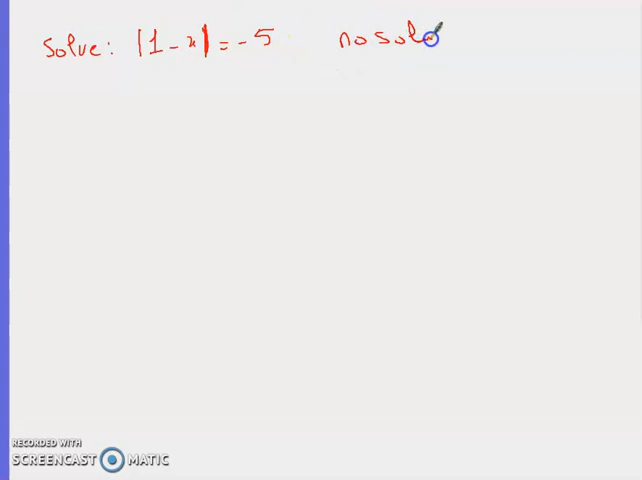 Solve: |1 - x| = -5 no sol
RECORDED WITH
SCREENCAST MATIC